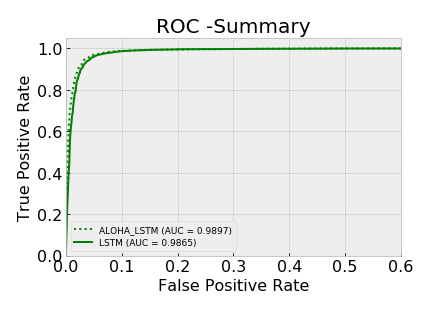 ROC -Summary
True Positive Rate
1.0
0.8
0.6
0.4
0.2
0.0
ALOHA_LSTM (AUC = 0.9897)
LSTM (AUC = 0.9865)
0.0 0.1 0.2 0.3 0.4 0.5 0.6
False Positive Rate